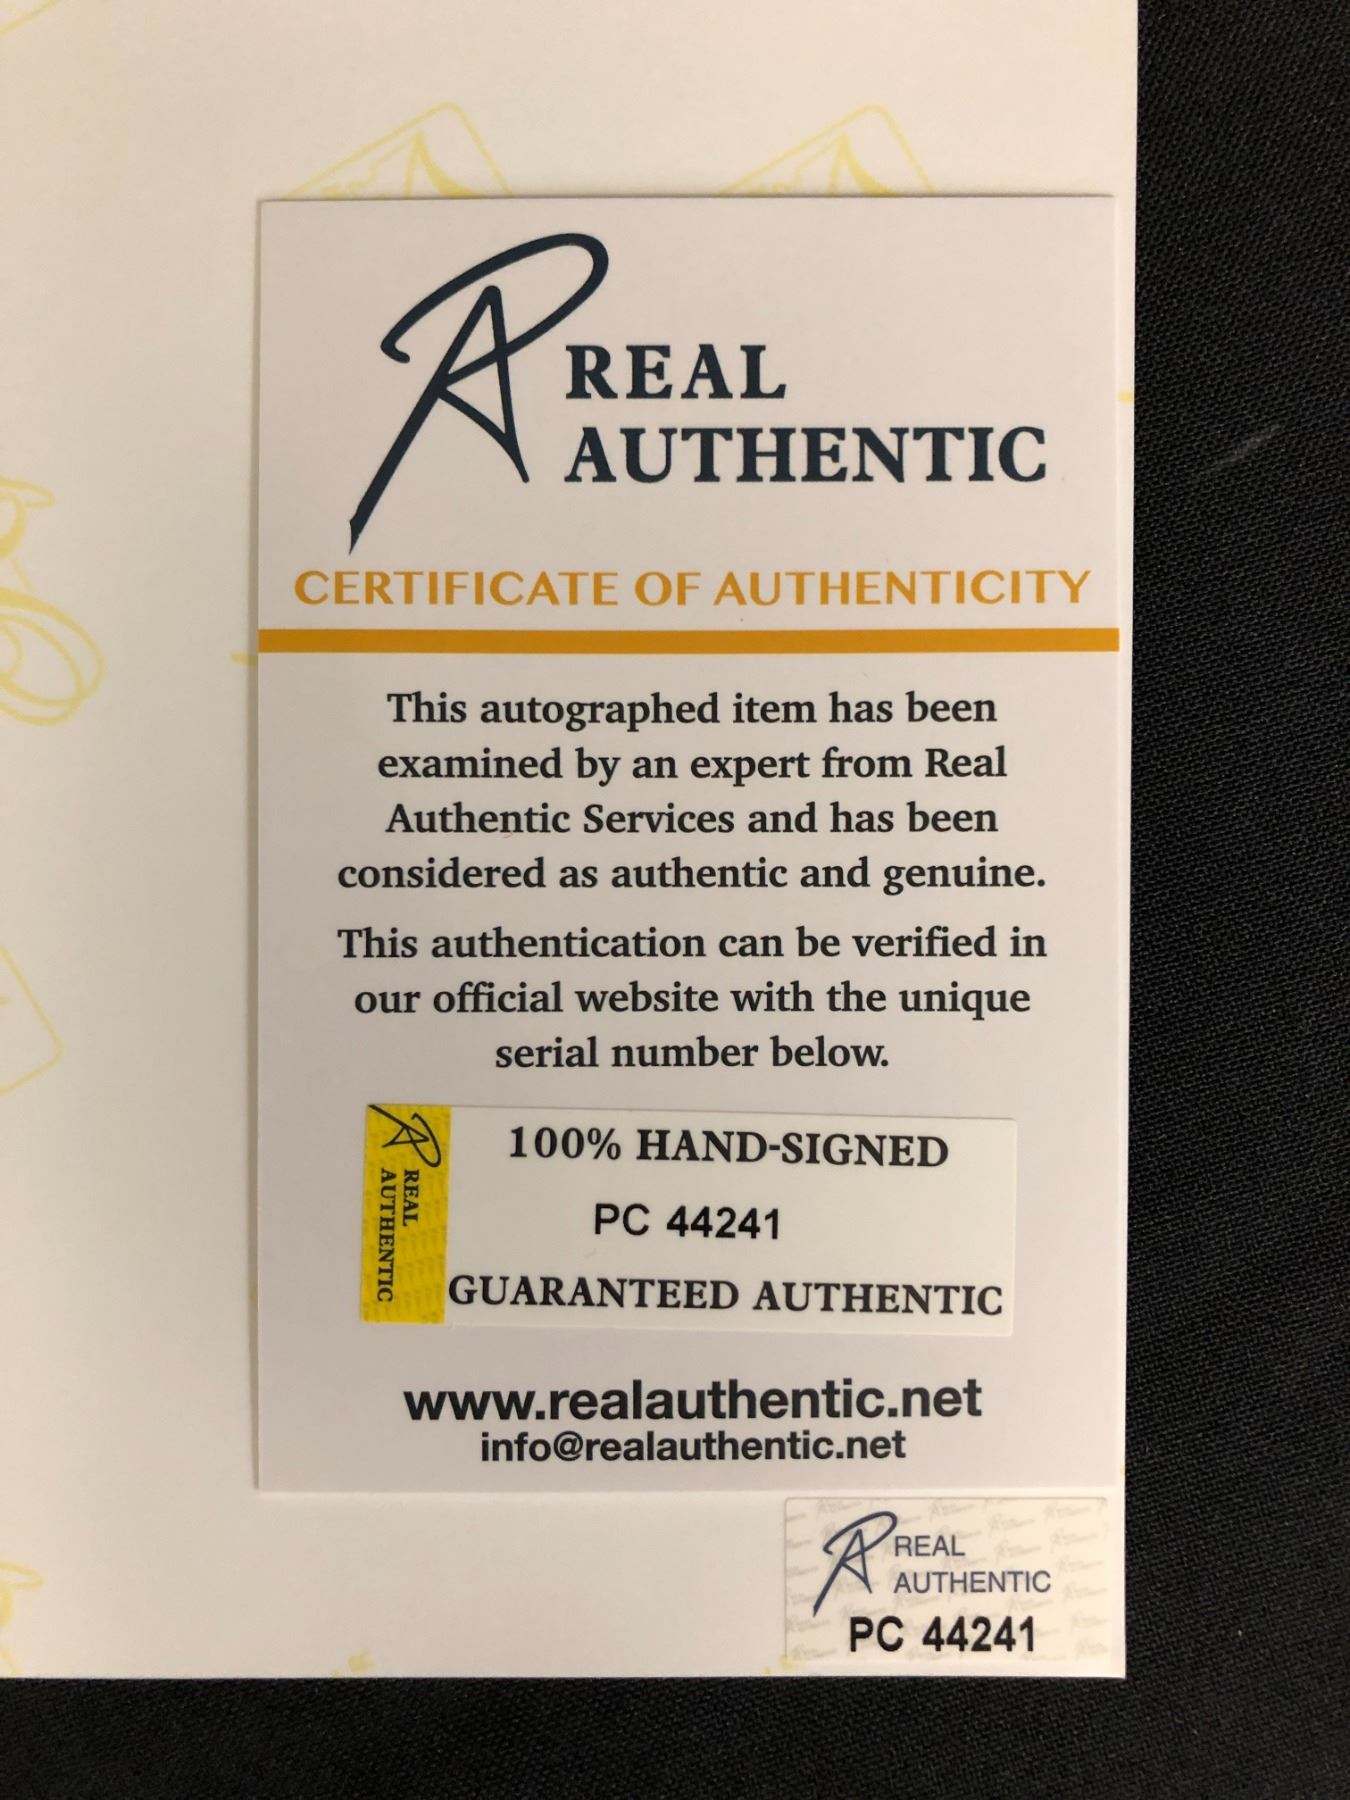 REAL
AUTHENTIC
CERTIFICATE OF AUTHENTICITY
This autographed item has been
examined by an expert from Real
Authentic Services and has been
considered as authentic and genuine.
This authentication can be verified in
our official website with the unique
serial number below.
REAL
AUTHENTIC
100% HAND-SIGNED
PC 44241
GUARANTEED AUTHENTIC
www.realauthentic.net
info@realauthentic.net
REAL
AUTHENTIC
PC 44241